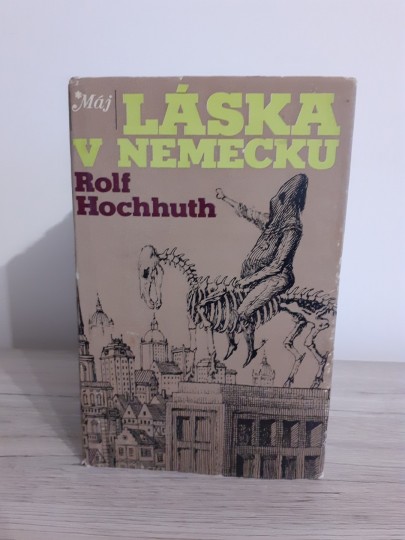 Máj
LÁSKA
V NEMECKU
Rolf
Hochhuth